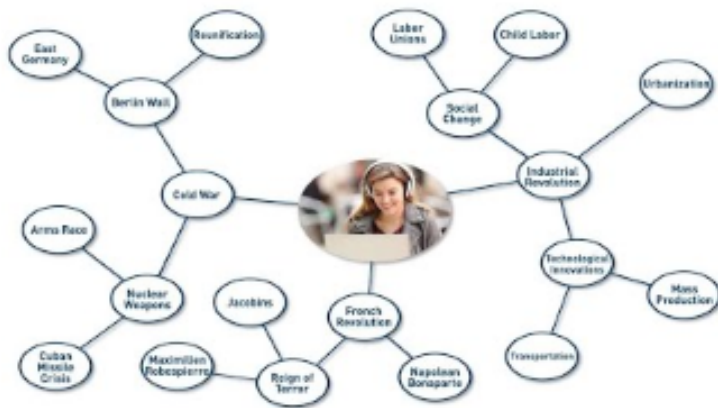 East
Germany
Reunification
Berlin Wall
Cold War
Arms Race
Nuclear
Weapons
Cuban
Missile
Crisis
Labor
Unions
Child Labor
Social
Change
Urbanization
Industrial
Revolution
Technological
Innovations
Mass
Production
Transportation
French
Revolution
Jacobins
Maximilien
Robespierre
Reign of
Terror
Napolean
Bonaparte